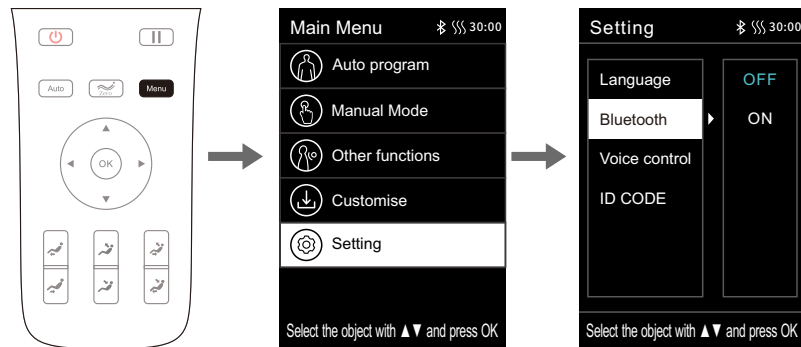 Auto
ZERO
Menu
OK
Main Menu 30:00
Auto program
Manual Mode
Other functions
Customise
Setting
Select the object with ▲▼ and press OK
Setting 30:00
Language
Bluetooth
Voice control
ID CODE
OFF
ON
Select the object with ▲▼ and press OK